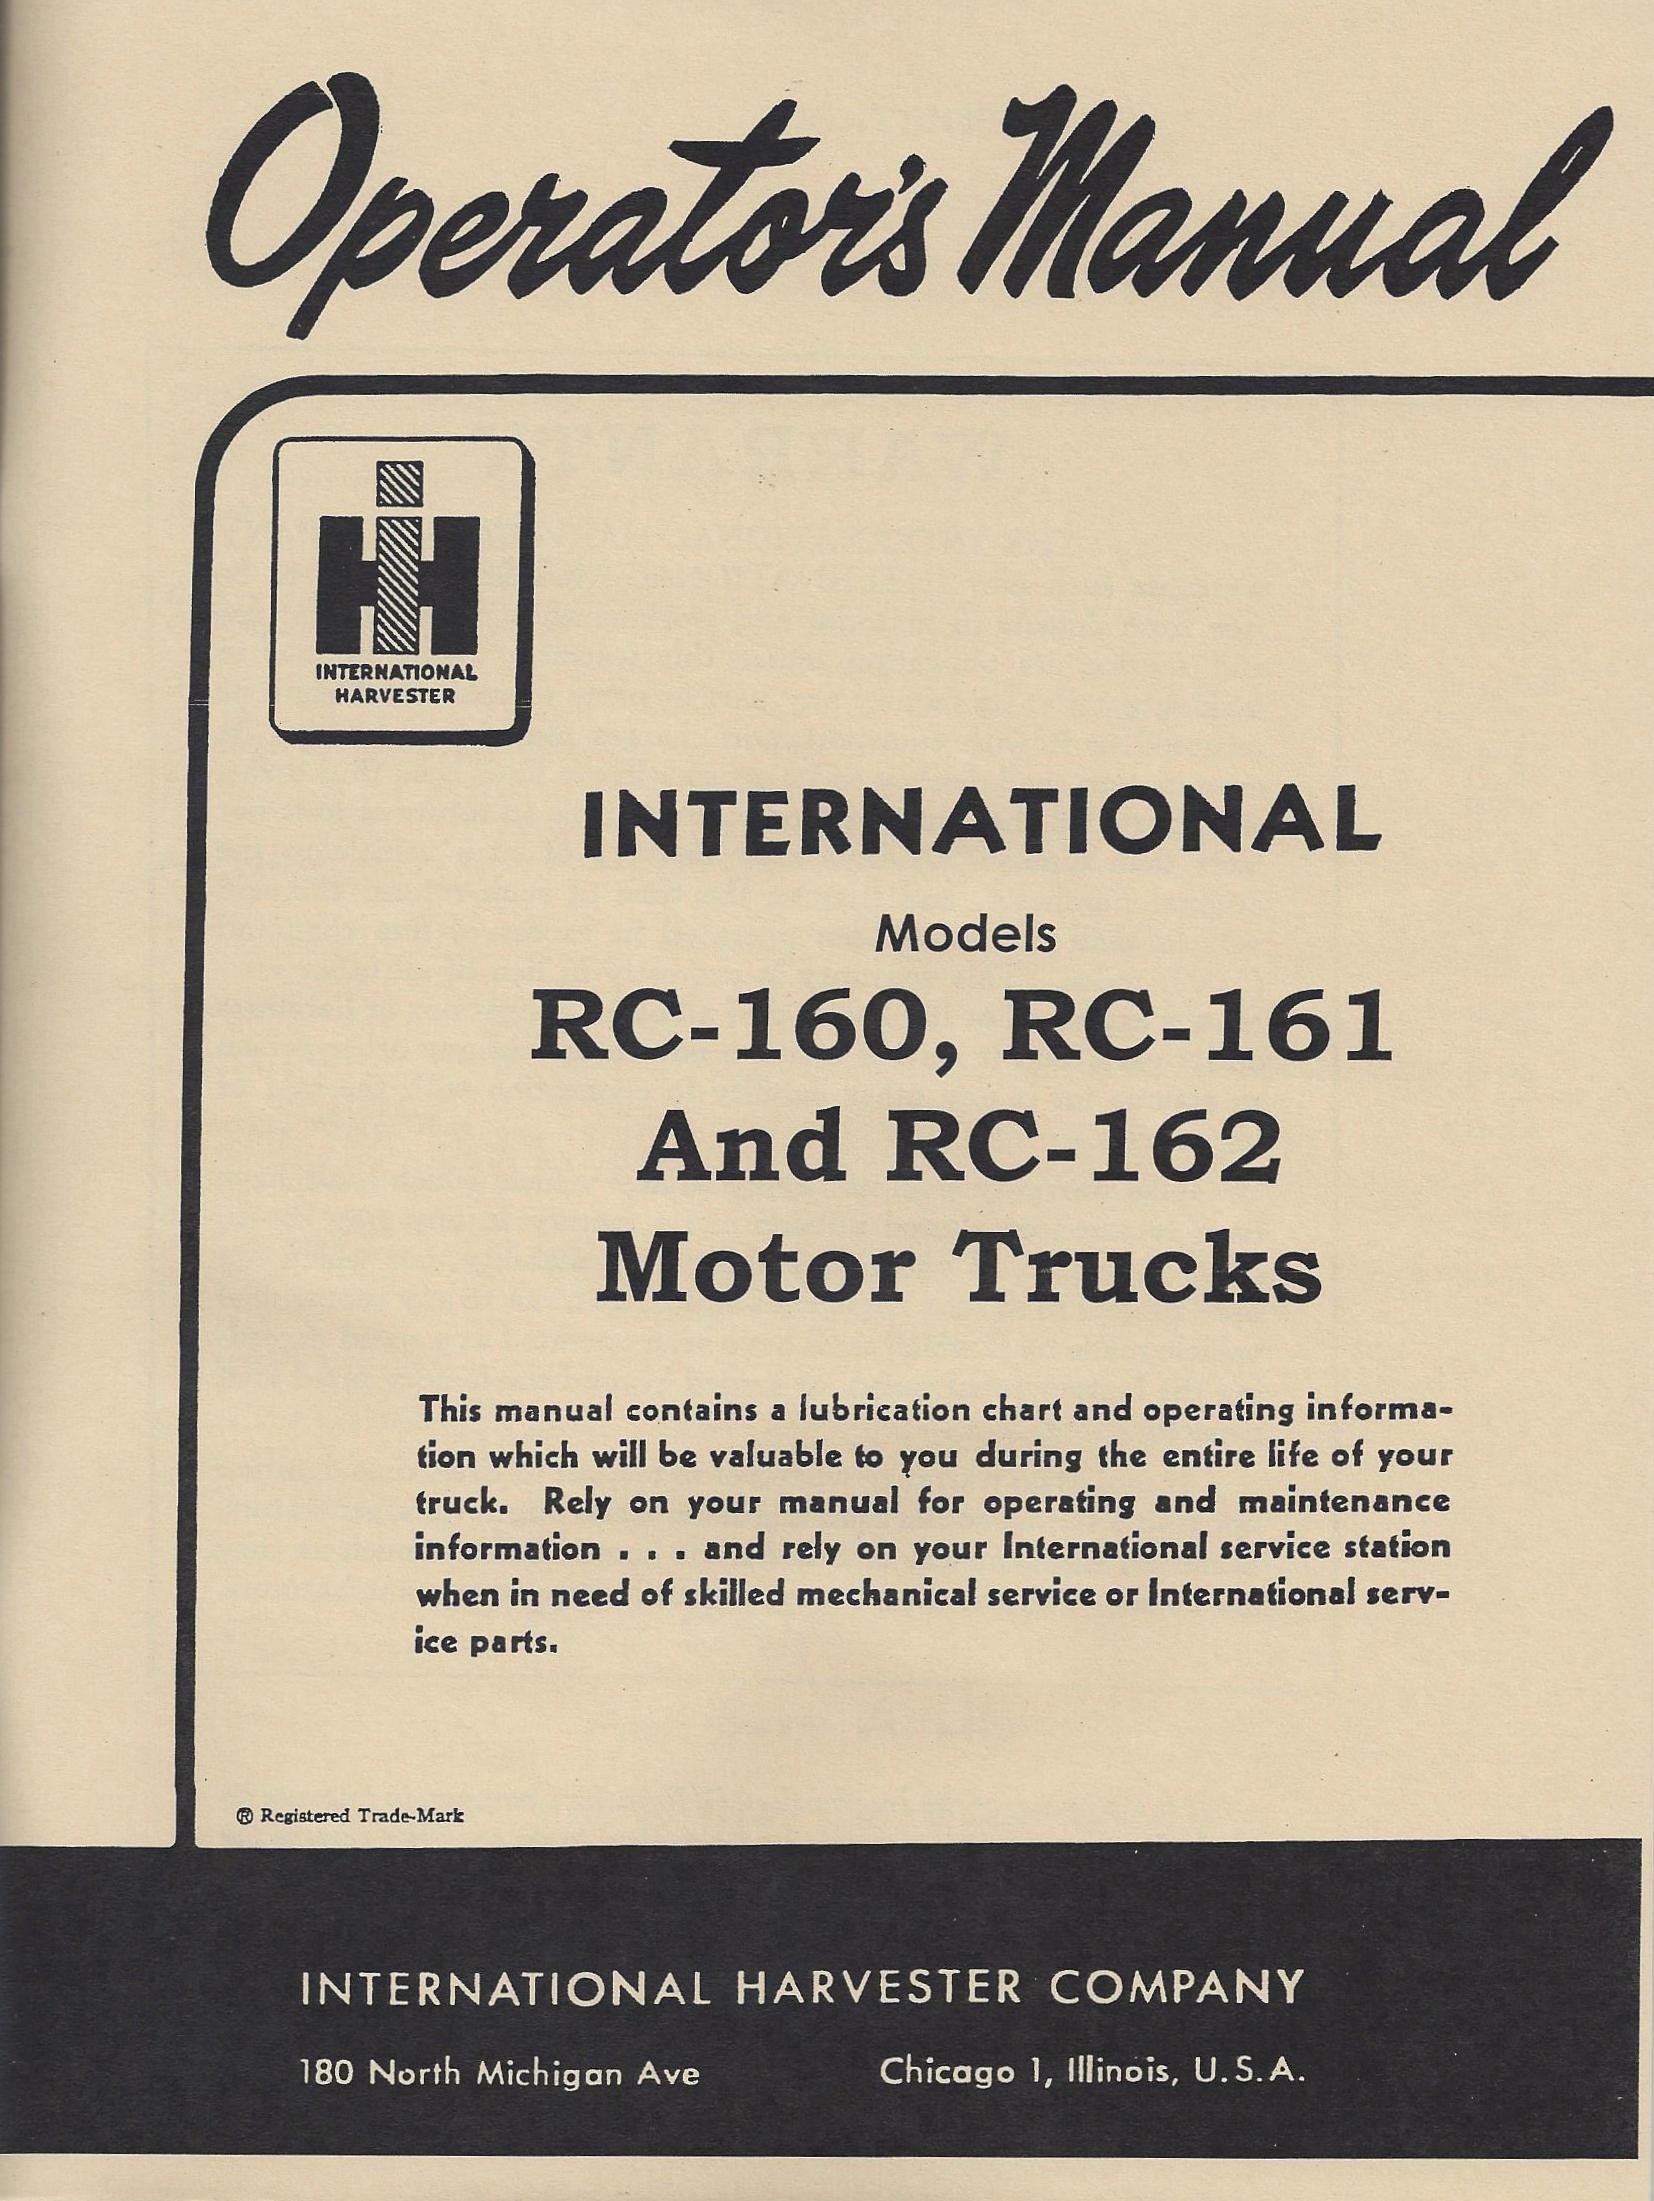 Operator's Manual
IH
INTERNATIONAL
HARVESTER
INTERNATIONAL
Models
RC-160, RC-161
And RC-162
Motor Trucks
This manual contains a lubrication chart and operating informa-
tion which will be valuable to you during the entire life of your
truck. Rely on your manual for operating and maintenance
information . . . and rely on your International service station
when in need of skilled mechanical service or International serv-
ice parts.
® Registered Trade-Mark
INTERNATIONAL HARVESTER COMPANY
180 North Michigan Ave Chicago 1, Illinois, U.S.A.